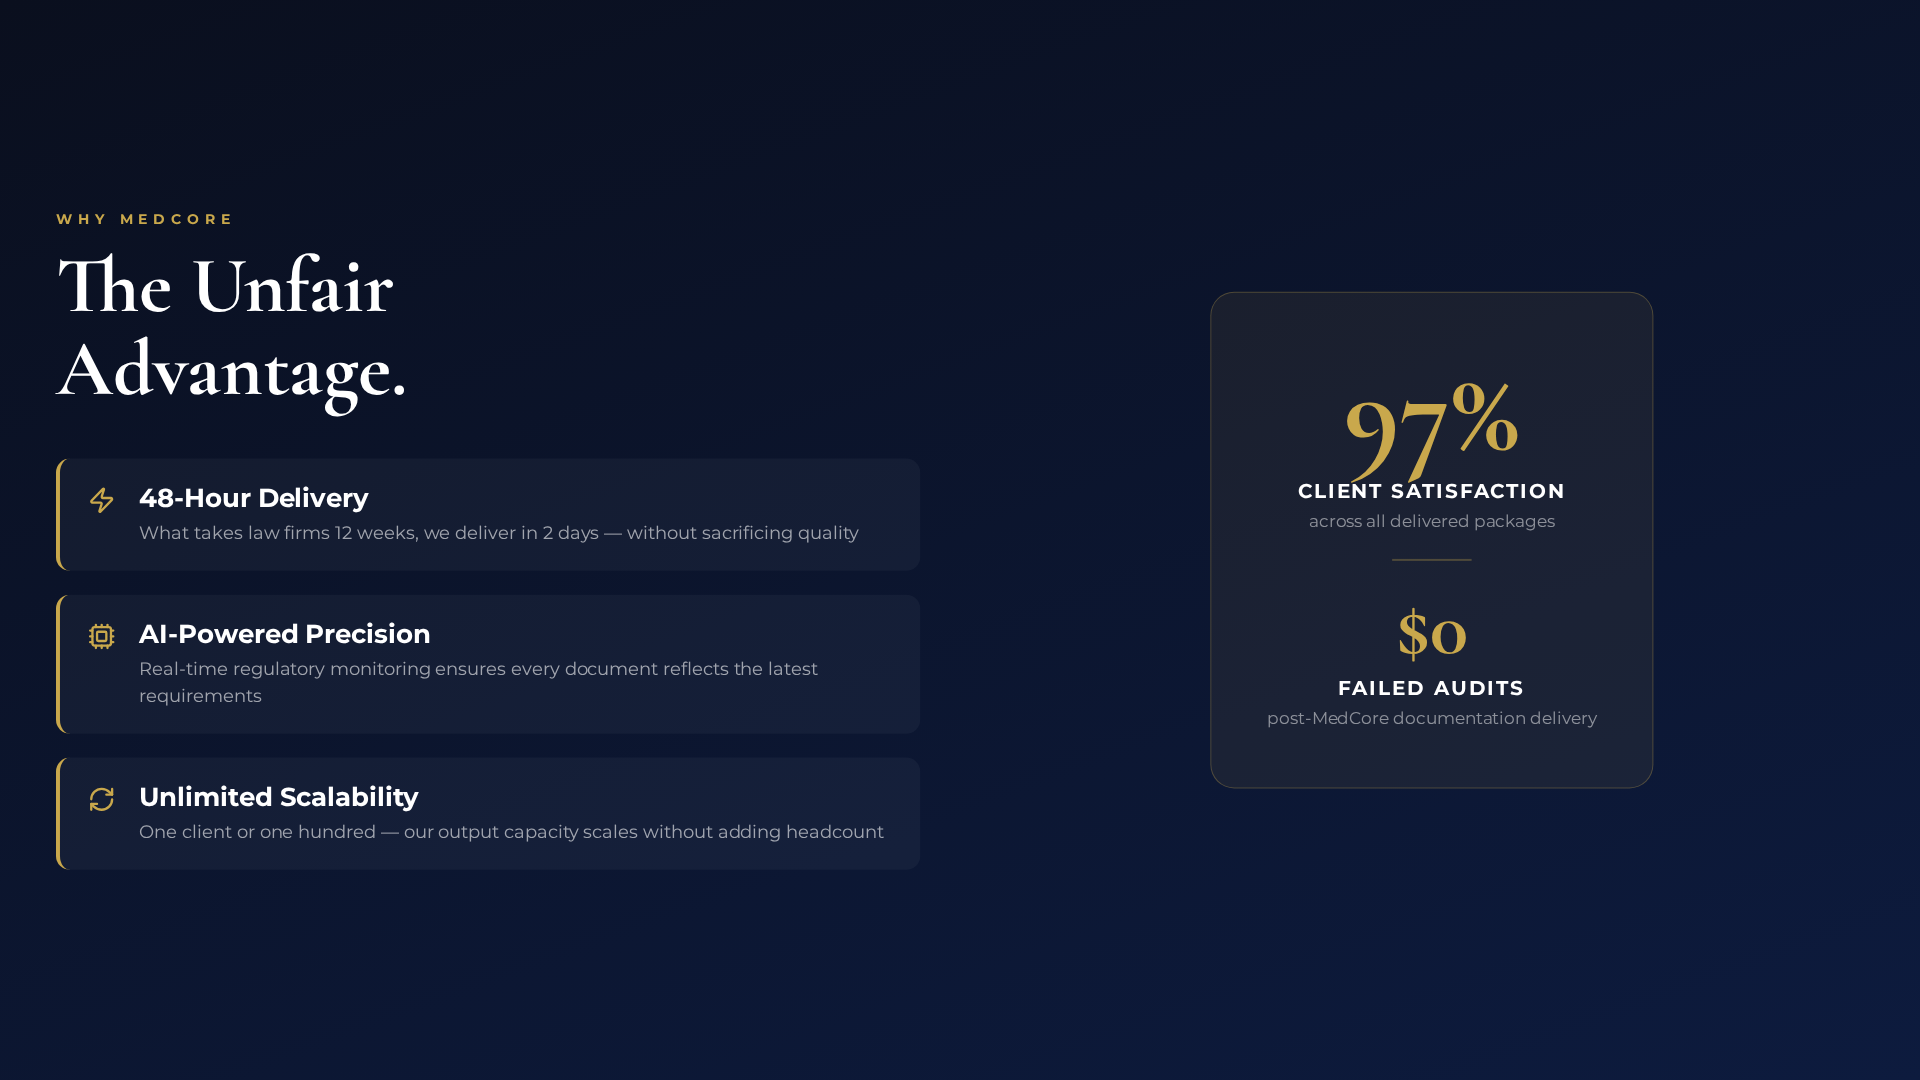 WHY MEDCORE
The Unfair
Advantage.
48-Hour Delivery
What takes law firms 12 weeks, we deliver in 2 days — without sacrificing quality
AI-Powered Precision
Real-time regulatory monitoring ensures every document reflects the latest
requirements
Unlimited Scalability
One client or one hundred — our output capacity scales without adding headcount
97%
CLIENT SATISFACTION
across all delivered packages
$0
FAILED AUDITS
post-MedCore documentation delivery